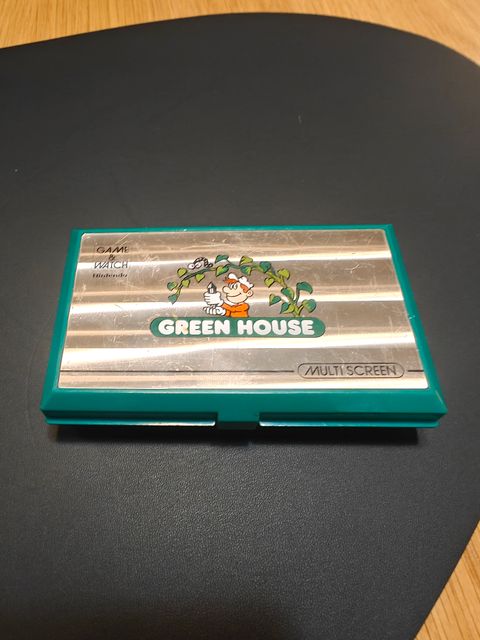 GAME
&
WATCH
Nintendo
GREEN HOUSE
MULTI SCREEN